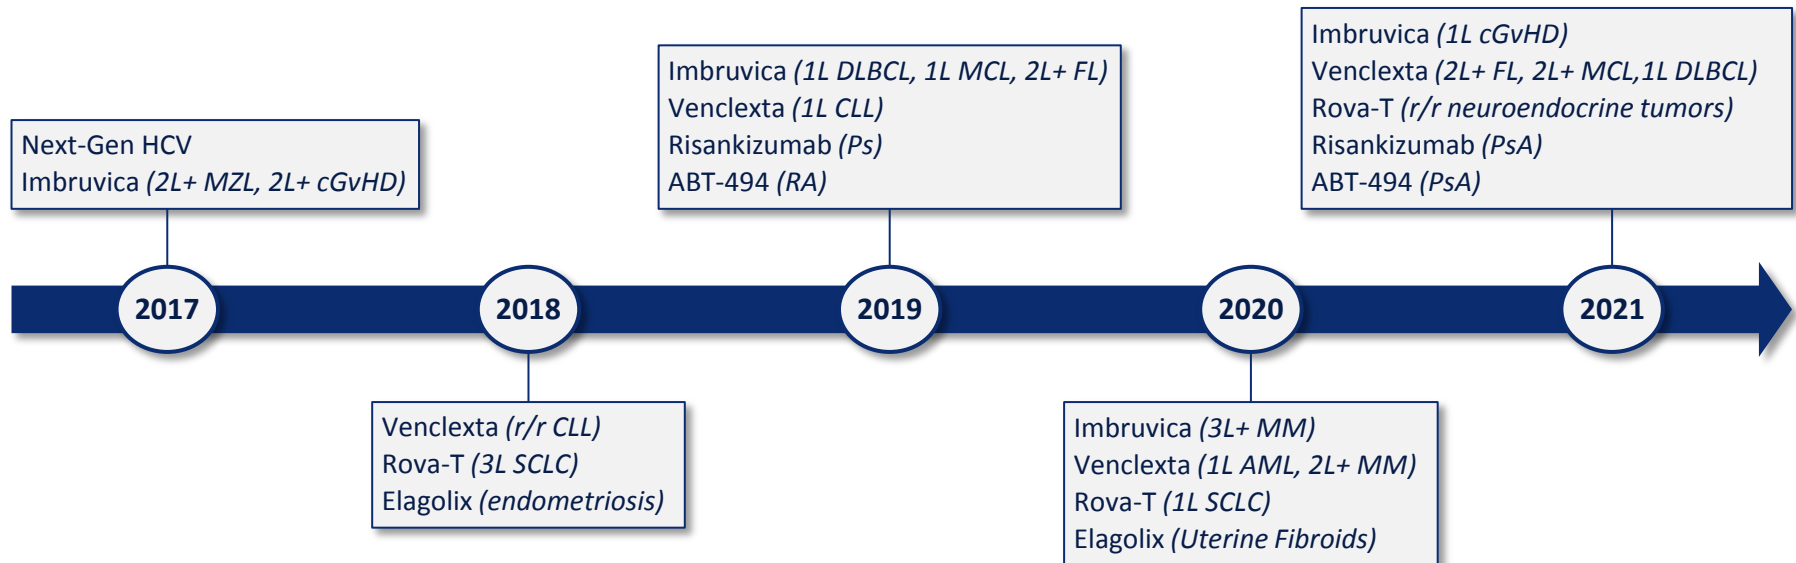 Next-Gen HCV
Imbruvica (2L+ MZL, 2L+ cGvHD)
Imbruvica (1L DLBCL, 1L MCL, 2L+ FL)
Venclexta (1L CLL)
Risankizumab (Ps)
ABT-494 (RA)
Imbruvica (1L cGvHD)
Venclexta (2L+ FL, 2L+ MCL,1L DLBCL)
Rova-T (r/r neuroendocrine tumors)
Risankizumab (PsA)
ABT-494 (PsA)
2017
2018
2019
2020
2021
Venclexta (r/r CLL)
Rova-T (3L SCLC)
Elagolix (endometriosis)
Imbruvica (3L+ MM)
Venclexta (1L AML, 2L+ MM)
Rova-T (1L SCLC)
Elagolix (Uterine Fibroids)